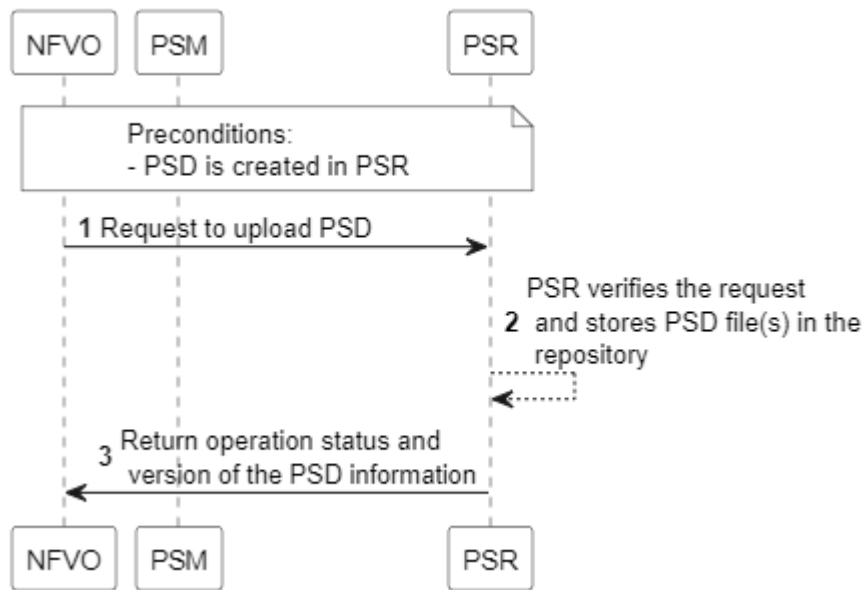 NFVO PSM PSR
Preconditions:
- PSD is created in PSR
1 Request to upload PSD
PSR verifies the request
2 and stores PSD file(s) in the
repository
3 Return operation status and
version of the PSD information
NFVO PSM PSR